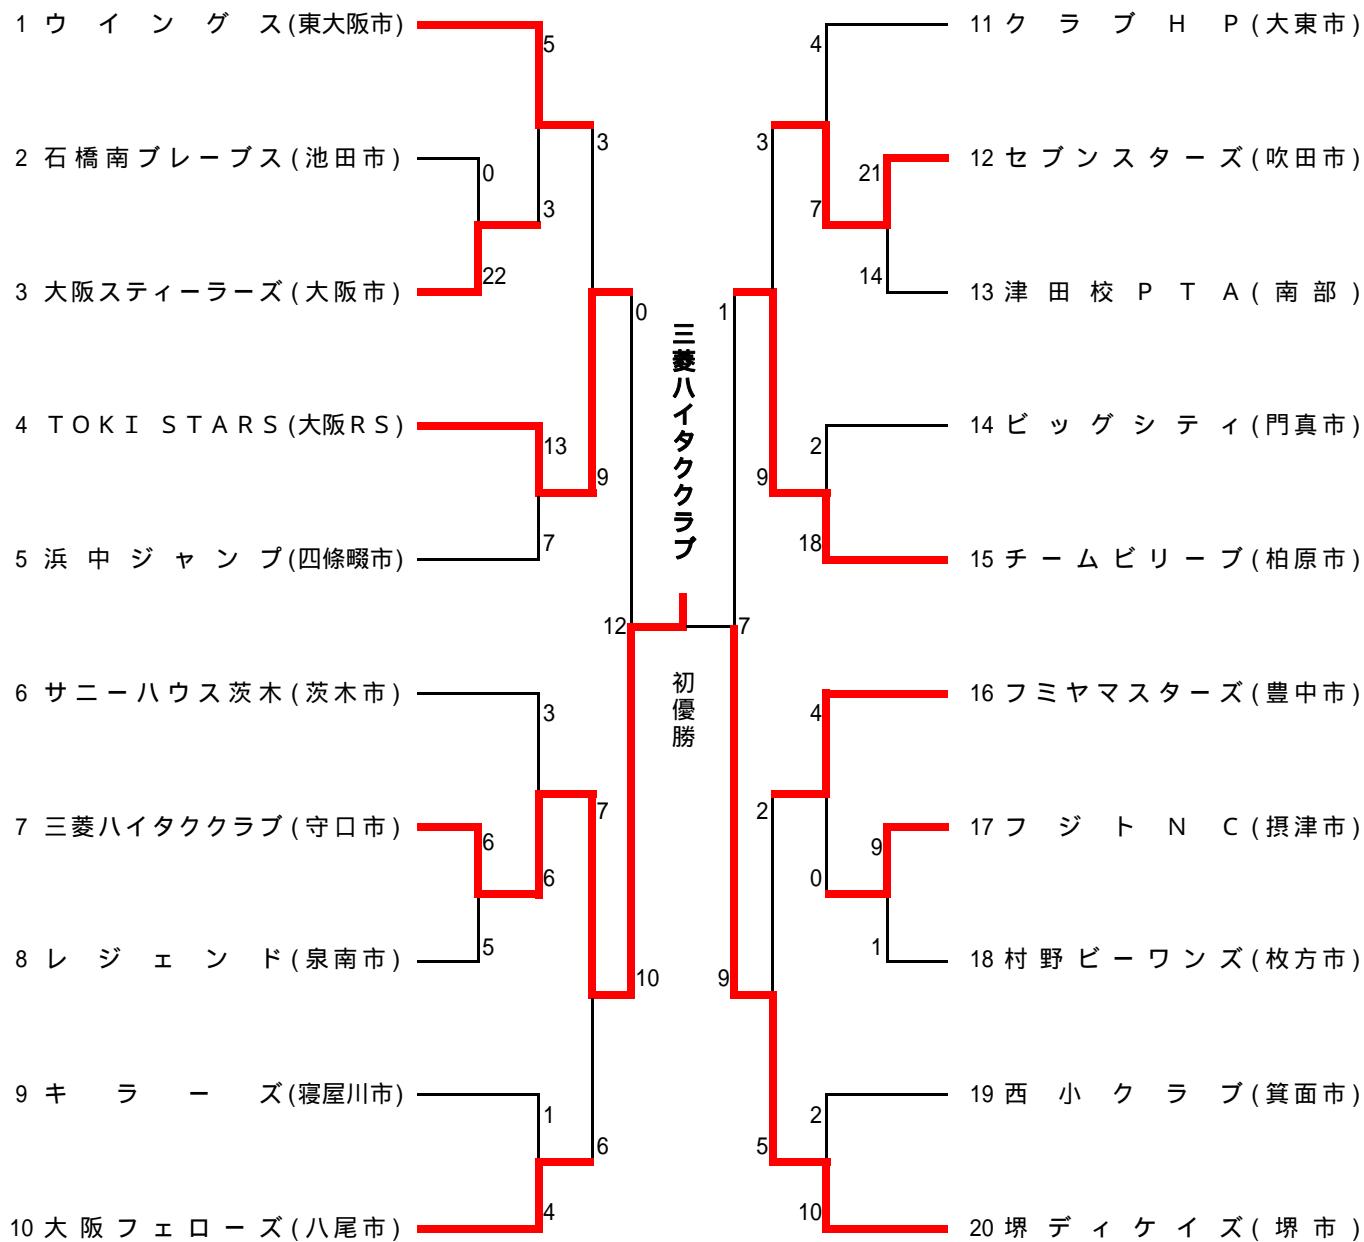 1 ウイングス(東大阪市)
5
2 石橋南ブレーブス(池田市)
0
3
3
22
3 大阪スティーラーズ(大阪市)
0
4 TOKI STARS(大阪RS)
13
9
7
5 浜中ジャンプ(四條畷市)
12
6 サニーハウス茨木(茨木市)
3
7
7 三菱ハイタククラブ(守口市)
6
6
5
8 レジェンド(泉南市)
10
9 キラーズ(寝屋川市)
1
6
4
10 大阪フェローズ(八尾市)
三菱ハイタククラブ
初優勝
11 クラブHP(大東市)
4
3
12 セブンスターズ(吹田市)
21
7
14
13 津田校PTA(南部)
1
14 ビッグシティ(門真市)
2
9
18
15 チームビリーブ(柏原市)
7
16 フミヤマスターズ(豊中市)
4
2
17 フジトNC(摂津市)
9
0
1
18 村野ビーワンズ(枚方市)
9
19 西小クラブ(箕面市)
2
5
10
20 堺ディケイズ(堺市)